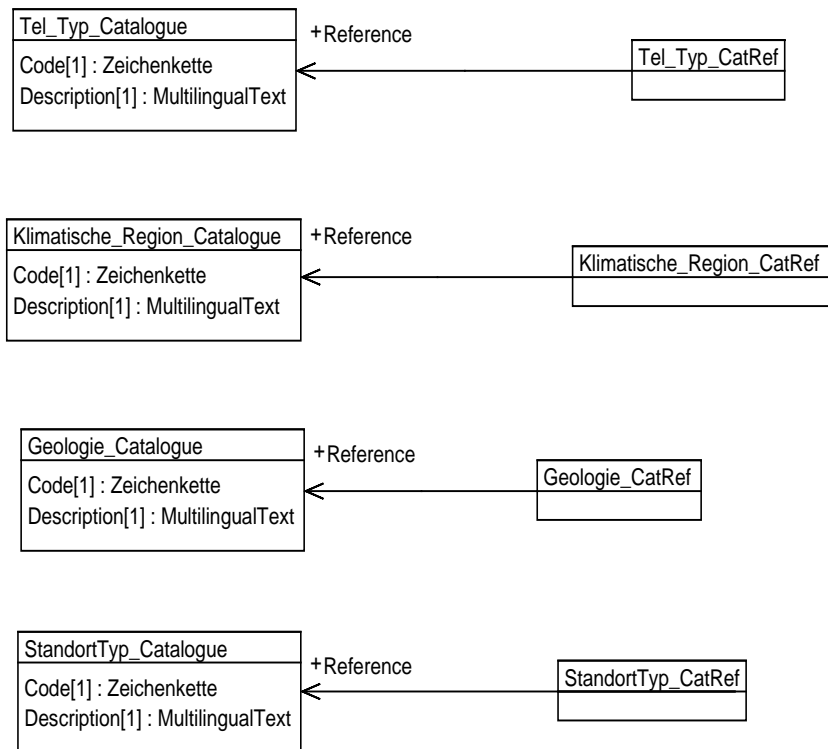 Tel_Typ_Catalogue
+Reference
Tel_Typ_CatRef
Code[1] : Zeichenkette
Description[1] : MultilingualText
Klimatische_Region_Catalogue
+Reference
Klimatische_Region_CatRef
Code[1] : Zeichenkette
Description[1] : MultilingualText
Geologie_Catalogue
+Reference
Geologie_CatRef
Code[1] : Zeichenkette
Description[1] : MultilingualText
StandortTyp_Catalogue
+Reference
StandortTyp_CatRef
Code[1] : Zeichenkette
Description[1] : MultilingualText